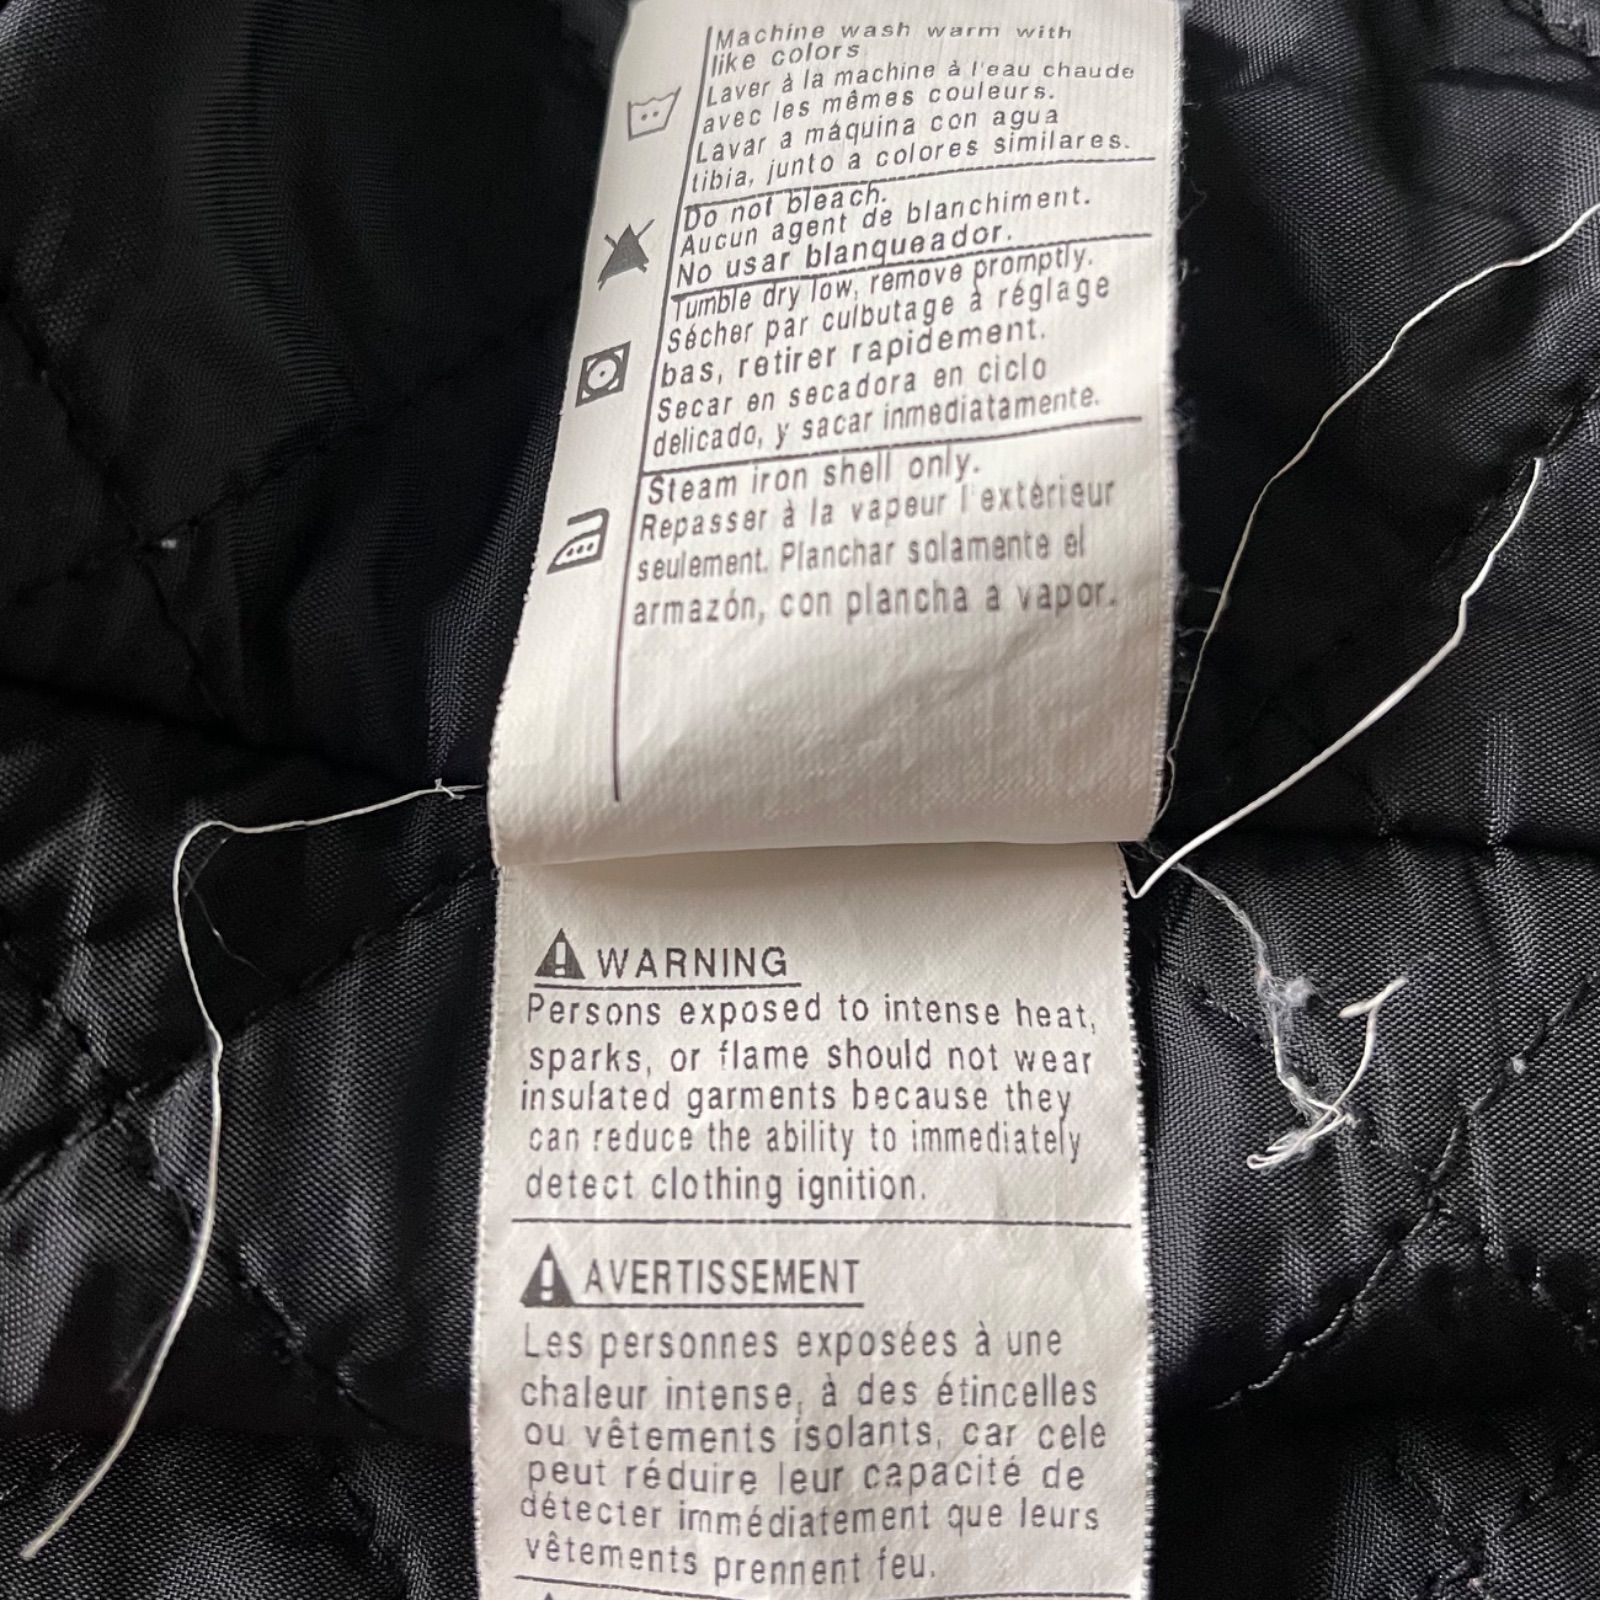 Machine wash warm with
like colors
Laver à la machine à l'eau chaude
avec les mêmes couleurs.
Lavar a máquina con agua
tibia, junto a colores similares.
Do not bleach.
Aucun agent de blanchiment.
No usar blanqueador.
Tumble dry low, remove promptly.
Sécher par culbutage à réglage
bas, retirer rapidement.
Secar en secadora en ciclo
delicado, y sacar inmediatamente.
Steam iron shell only.
Repasser à la vapeur l'extérieur
seulement. Planchar solamente el
armazón, con plancha a vapor.
WARNING
Persons exposed to intense heat,
sparks, or flame should not wear
insulated garments because they
can reduce the ability to immediately
detect clothing ignition.
AVERTISSEMENT
Les personnes exposées à une
chaleur intense, à des étincelles
ou vêtements isolants, car cele
peut réduire leur capacité de
détecter immédiatement que leurs
vêtements prennent feu.